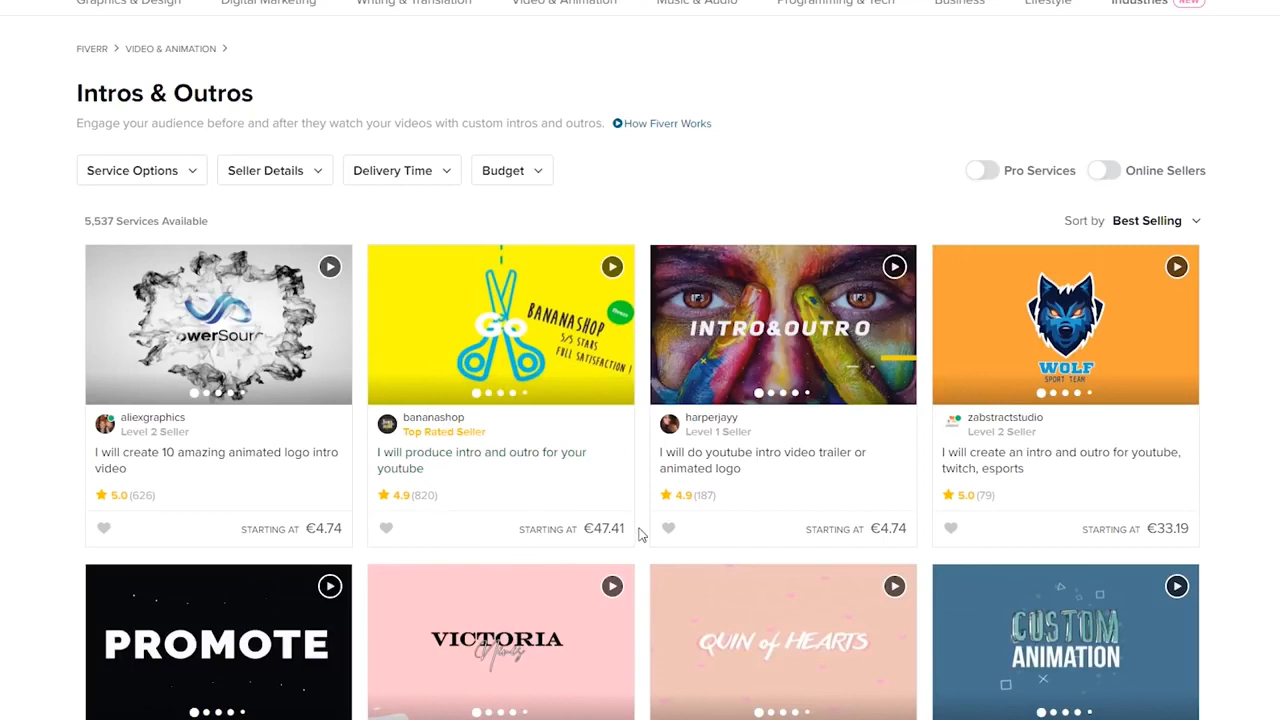 Graphics & Design Digital Marketing Writing & Translation Video & Animation Music & Audio Programming & Tech Business Lifestyle Industries NEW
FIVERR > VIDEO & ANIMATION >
Intros & Outros
Engage your audience before and after they watch your videos with custom intros and outros. How Fiverr Works
Service Options Seller Details Delivery Time Budget Pro Services Online Sellers
5,537 Services Available Sort by Best Selling
owerSourc
Go
BANANASHOP
5/5 STARS
FULL SATISFACTION !
INTRO&OUTRO
WOLF
SPORT TEAM
aliexgraphics
Level 2 Seller
I will create 10 amazing animated logo intro
video
5.0 (626)
STARTING AT €4.74
bananashop
Top Rated Seller
I will produce intro and outro for your
youtube
4.9 (820)
STARTING AT €47.41
harperjayy
Level 1 Seller
I will do youtube intro video trailer or
animated logo
4.9 (187)
STARTING AT €4.74
zabstractstudio
Level 2 Seller
I will create an intro and outro for youtube,
twitch, esports
5.0 (79)
STARTING AT €33.19
PROMOTE
VICTORIA
QUIN of HEARTS
CUSTOM
ANIMATION